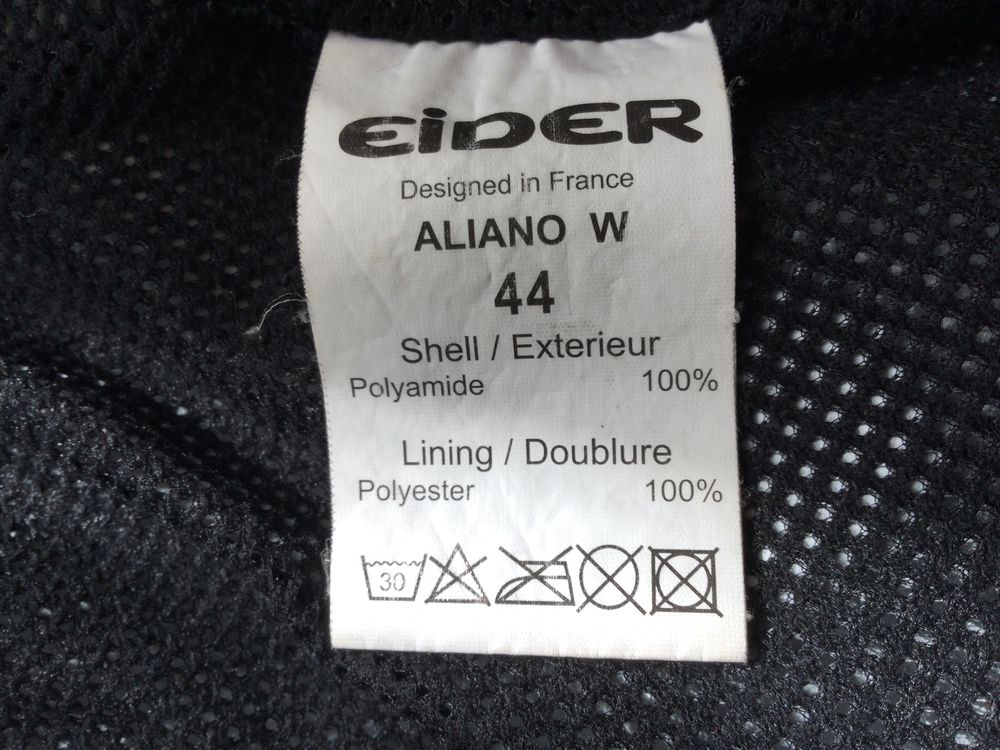 EiDER
Designed in France
ALIANO W
44
Shell / Exterieur
Polyamide 100%
Lining / Doublure
Polyester 100%
30